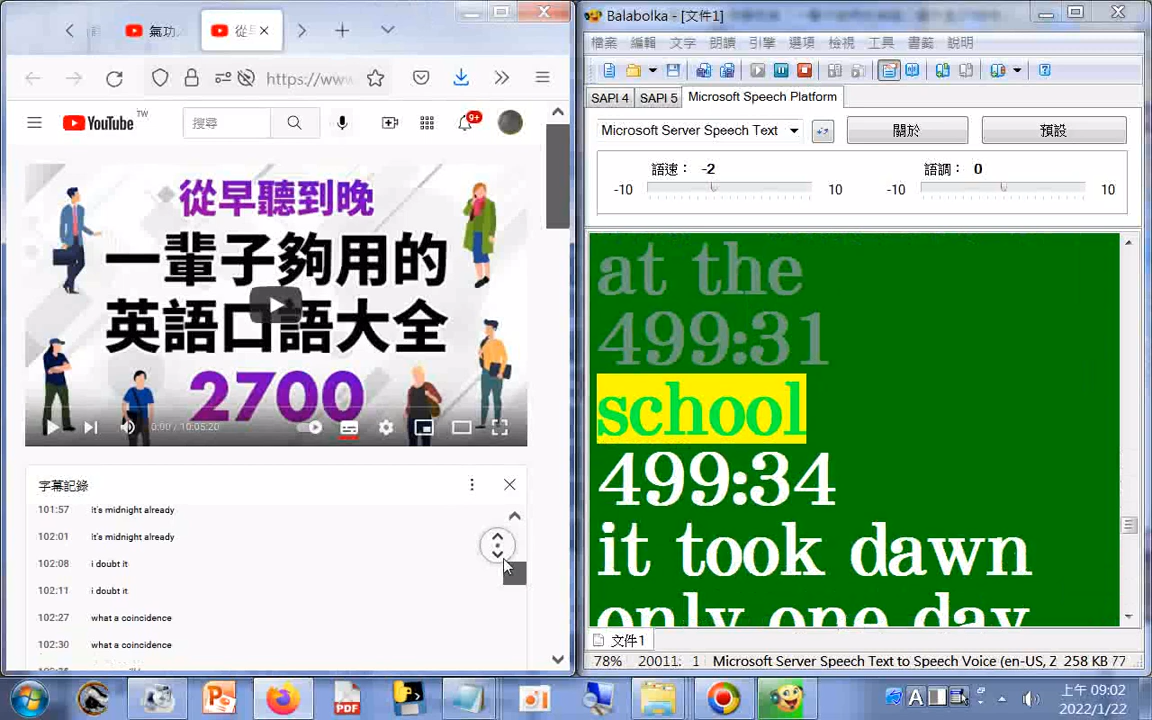 氣功
從
https://www
YouTube TW
搜尋
9+
從早聽到晚
一輩子夠用的
英語口語大全
2700
0:00 / 10:05:20
字幕記錄
101:57 it's midnight already
102:01 it's midnight already
102:08 i doubt it
102:11 i doubt it
102:27 what a coincidence
102:30 what a coincidence
Balabolka - [文件1]
檔案 編輯 文字 朗讀 引擎 選項 檢視 工具 書籤 說明
SAPI 4 SAPI 5 Microsoft Speech Platform
Microsoft Server Speech Text 關於 預設
語速： -2 語調： 0
-10 10 -10 10
at the
499:31
school
499:34
it took dawn
only one day
文件1
78% 20011: 1 Microsoft Server Speech Text to Speech Voice (en-US, Z 258 KB 77
PDF
A
上午 09:02
2022/1/22